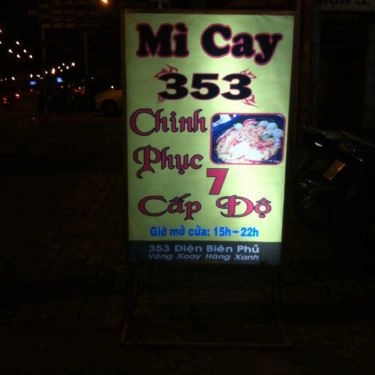 Mì Cay
353
Chinh
Phục
7
Cấp Độ
Giờ mở cửa: 15h - 22h
353 Điện Biên Phủ
Vòng Xoay Hàng Xanh